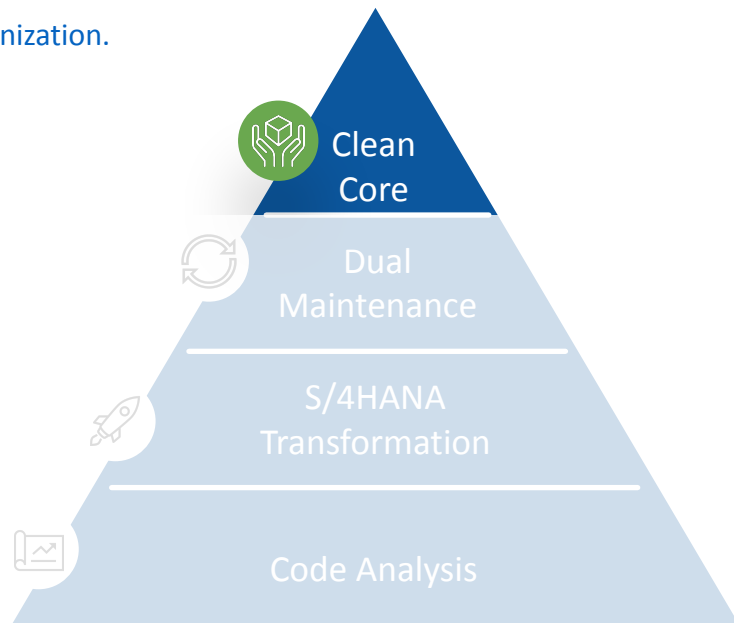 nization.
Clean
Core
Dual
Maintenance
S/4HANA
Transformation
Code Analysis